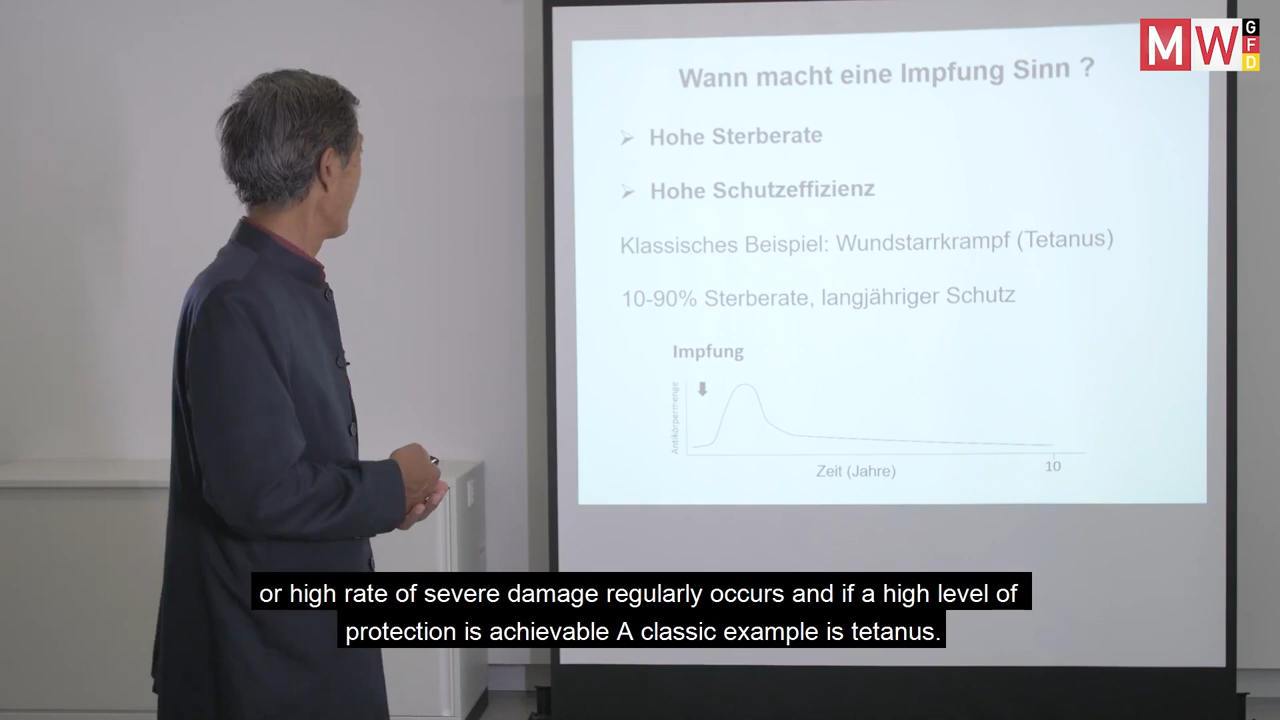 MW
G
F
D
Wann macht eine Impfung Sinn ?
Hohe Sterberate
Hohe Schutzeffizienz
Klassisches Beispiel: Wundstarrkrampf (Tetanus)
10-90% Sterberate, langjähriger Schutz
Impfung
Antikörpermenge
Zeit (Jahre)
10
or high rate of severe damage regularly occurs and if a high level of
protection is achievable A classic example is tetanus.